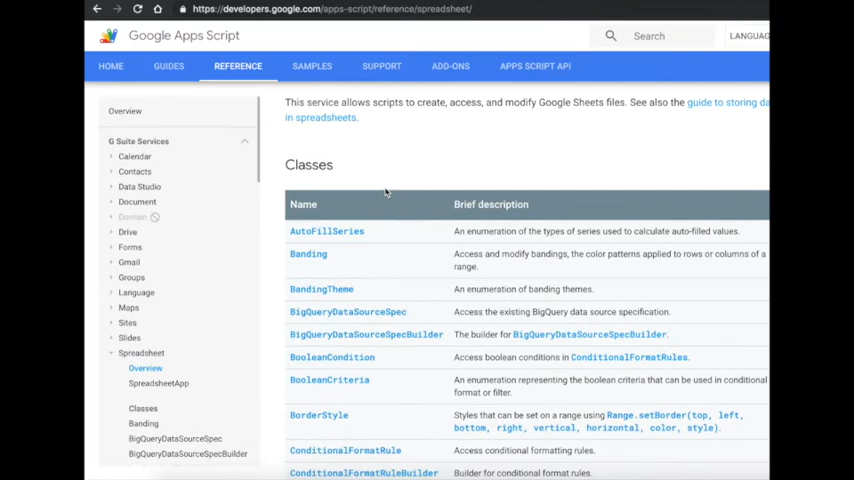 https://developers.google.com/apps-script/reference/spreadsheet/
Google Apps Script
Search
LANGUAG
HOME
GUIDES
REFERENCE
SAMPLES
SUPPORT
ADD-ONS
APPS SCRIPT API
Overview
G Suite Services
Calendar
Contacts
Data Studio
Document
Domain
Drive
Forms
Gmail
Groups
Language
Maps
Sites
Slides
Spreadsheet
Overview
SpreadsheetApp
Classes
Banding
BigQueryDataSourceSpec
BigQueryDataSourceSpecBuilder
This service allows scripts to create, access, and modify Google Sheets files. See also the guide to storing da
in spreadsheets.
Classes
Name Brief description
AutoFillSeries An enumeration of the types of series used to calculate auto-filled values.
Banding Access and modify bandings, the color patterns applied to rows or columns of a
range.
BandingTheme An enumeration of banding themes.
BigQueryDataSourceSpec Access the existing BigQuery data source specification.
BigQueryDataSourceSpecBuilder The builder for BigQueryDataSourceSpecBuilder.
BooleanCondition Access boolean conditions in ConditionalFormatRules.
BooleanCriteria An enumeration representing the boolean criteria that can be used in conditional
format or filter.
BorderStyle Styles that can be set on a range using Range.setBorder(top, left,
bottom, right, vertical, horizontal, color, style).
ConditionalFormatRule Access conditional formatting rules.
ConditionalFormatRuleBuilder Builder for conditional format rules.